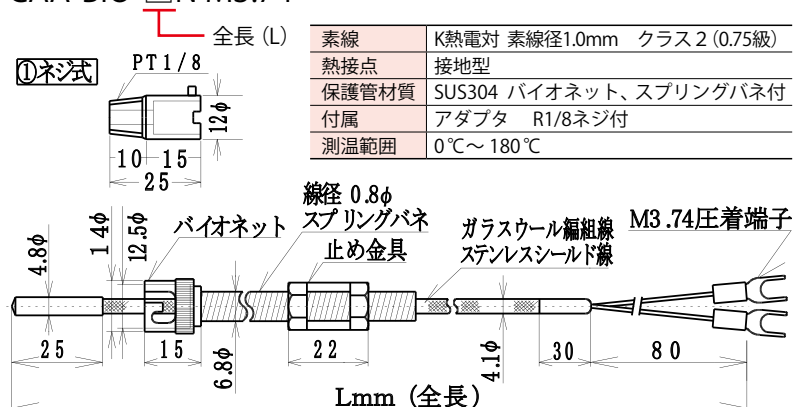 全長 (L)
素線 K熱電対 素線径1.0mm クラス2 (0.75級)
熱接点 接地型
保護管材質 SUS304 バイオネット、スプリングバネ付
付属 アダプタ R1/8ネジ付
測温範囲 0℃～180℃
①ネジ式
PT1/8
12φ
10
15
25
線径 0.8φ
スプリングバネ
止め金具
バイオネット
ガラスウール編組線
ステンレスシールド線
M3.74圧着端子
4.8φ
14φ
12.5φ
25
15
6.8φ
22
4.1φ
30
80
Lmm (全長)